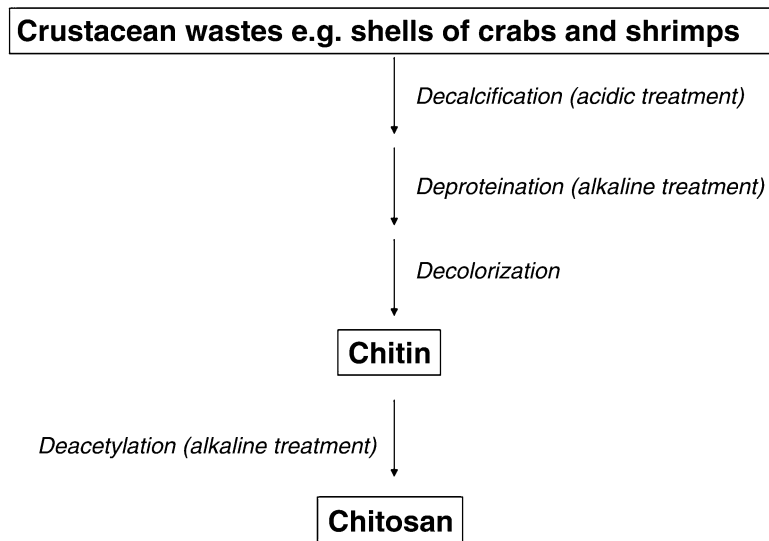 Crustacean wastes e.g. shells of crabs and shrimps
Decalcification (acidic treatment)
Deproteination (alkaline treatment)
Decolorization
Chitin
Deacetylation (alkaline treatment)
Chitosan